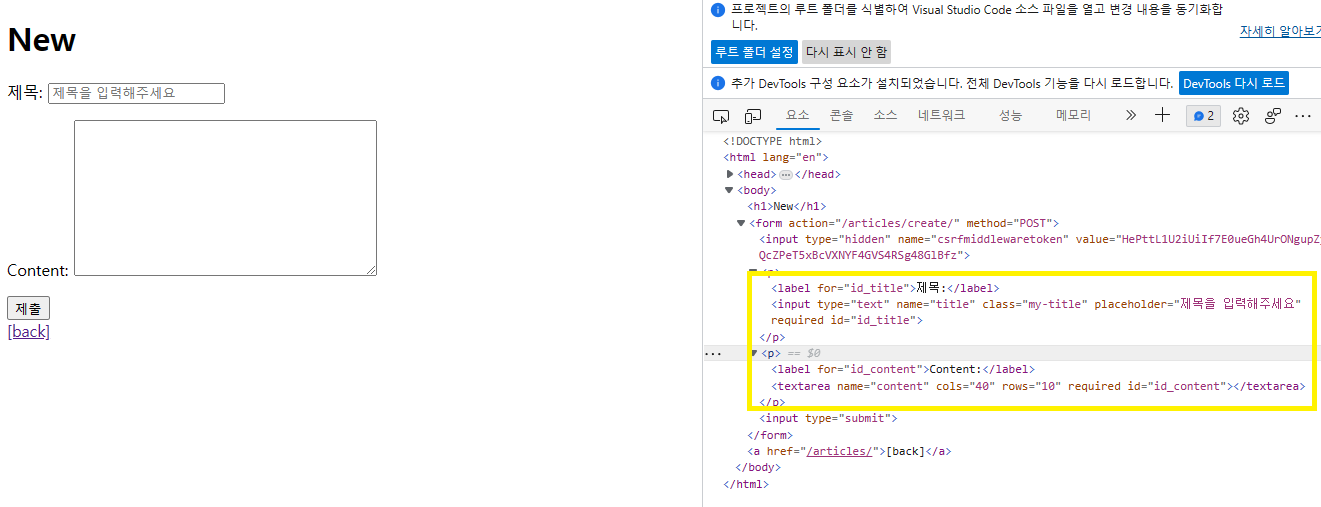 New
제목: 제목을 입력해주세요
Content:
제출
[back]
프로젝트의 루트 폴더를 식별하여 Visual Studio Code 소스 파일을 열고 변경 내용을 동기화합
니다.
자세히 알아보기
루트 폴더 설정 다시 표시 안 함
추가 DevTools 구성 요소가 설치되었습니다. 전체 DevTools 기능을 다시 로드합니다. DevTools 다시 로드
요소 콘솔 소스 네트워크 성능 메모리 2
<!DOCTYPE html>
<html lang="en">
<head> </head>
<body>
<h1>New</h1>
<form action="/articles/create/" method="POST">
<input type="hidden" name="csrfmiddlewaretoken" value="
<p>
<label for="id_title">제목:</label>
<input type="text" name="title" class="my-title" placeholder="제목을 입력해주세요"
required id="id_title">
</p>
<p> == $0
<label for="id_content">Content:</label>
<textarea name="content" cols="40" rows="10" required id="id_content"></textarea>
</p>
<input type="submit">
</form>
<a href="/articles/">[back]</a>
</body>
</html>